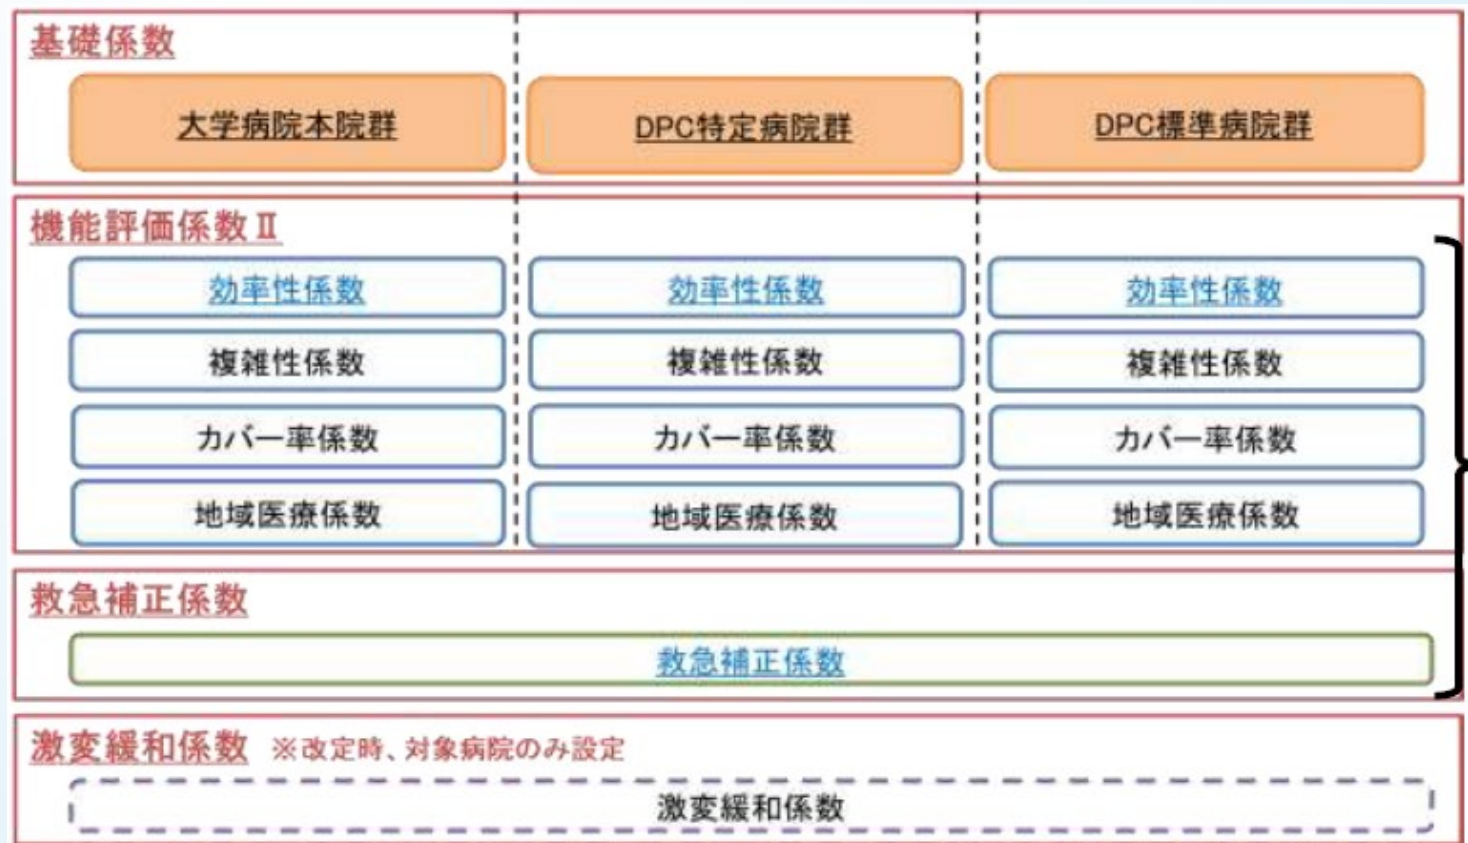 基礎係数
大学病院本院群 DPC特定病院群 DPC標準病院群
機能評価係数Ⅱ
効率性係数 効率性係数 効率性係数
複雑性係数 複雑性係数 複雑性係数
カバー率係数 カバー率係数 カバー率係数
地域医療係数 地域医療係数 地域医療係数
救急補正係数
救急補正係数
激変緩和係数 ※改定時、対象病院のみ設定
激変緩和係数